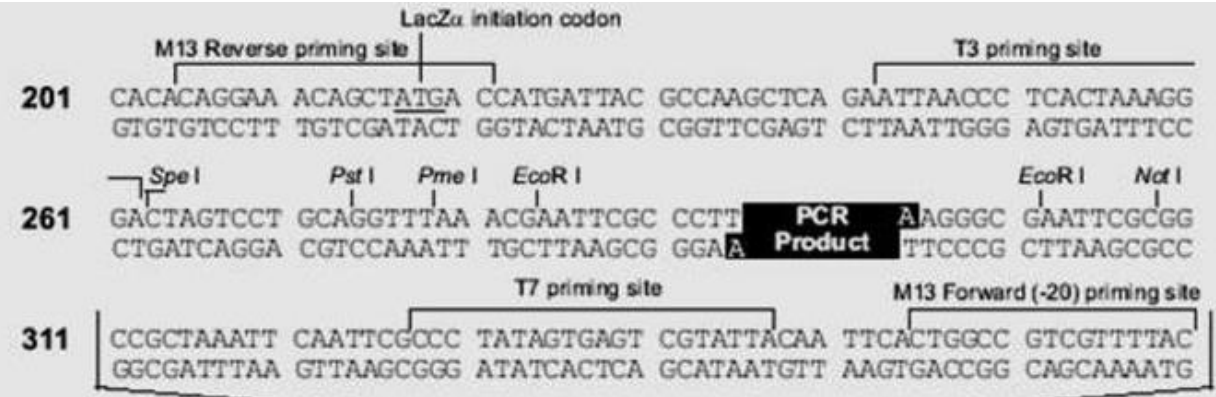 LacZα initiation codon
M13 Reverse priming site T3 priming site
201 CACACAGGAA ACAGCTATGA CCATGATTAC GCCAAGCTCA GAATTAACCC TCACTAAAGG
GTGTGTCCTT TGTCGATACT GGTACTAATG CGGTTCGAGT CTTAATTGGG AGTGATTTCC
Spe I Pst I Pme I EcoR I EcoR I Not I
261 GACTAGTCCT GCAGGTTTAA ACGAATTCGC CCTT PCR A AGGGC GAATTCGCGG
CTGATCAGGA CGTCCAAATT TGCTTAAGCG GGAA Product TTCCCG CTTAAGCGCC
T7 priming site M13 Forward (-20) priming site
311 CCGCTAAATT CAATTCGCCC TATAGTGAGT CGTATTACAA TTCACTGGCC GTCGTTTTAC
GGCGATTTAA GTTAAGCGGG ATATCACTCA GCATAATGTT AAGTGACCGG CAGCAAAATG